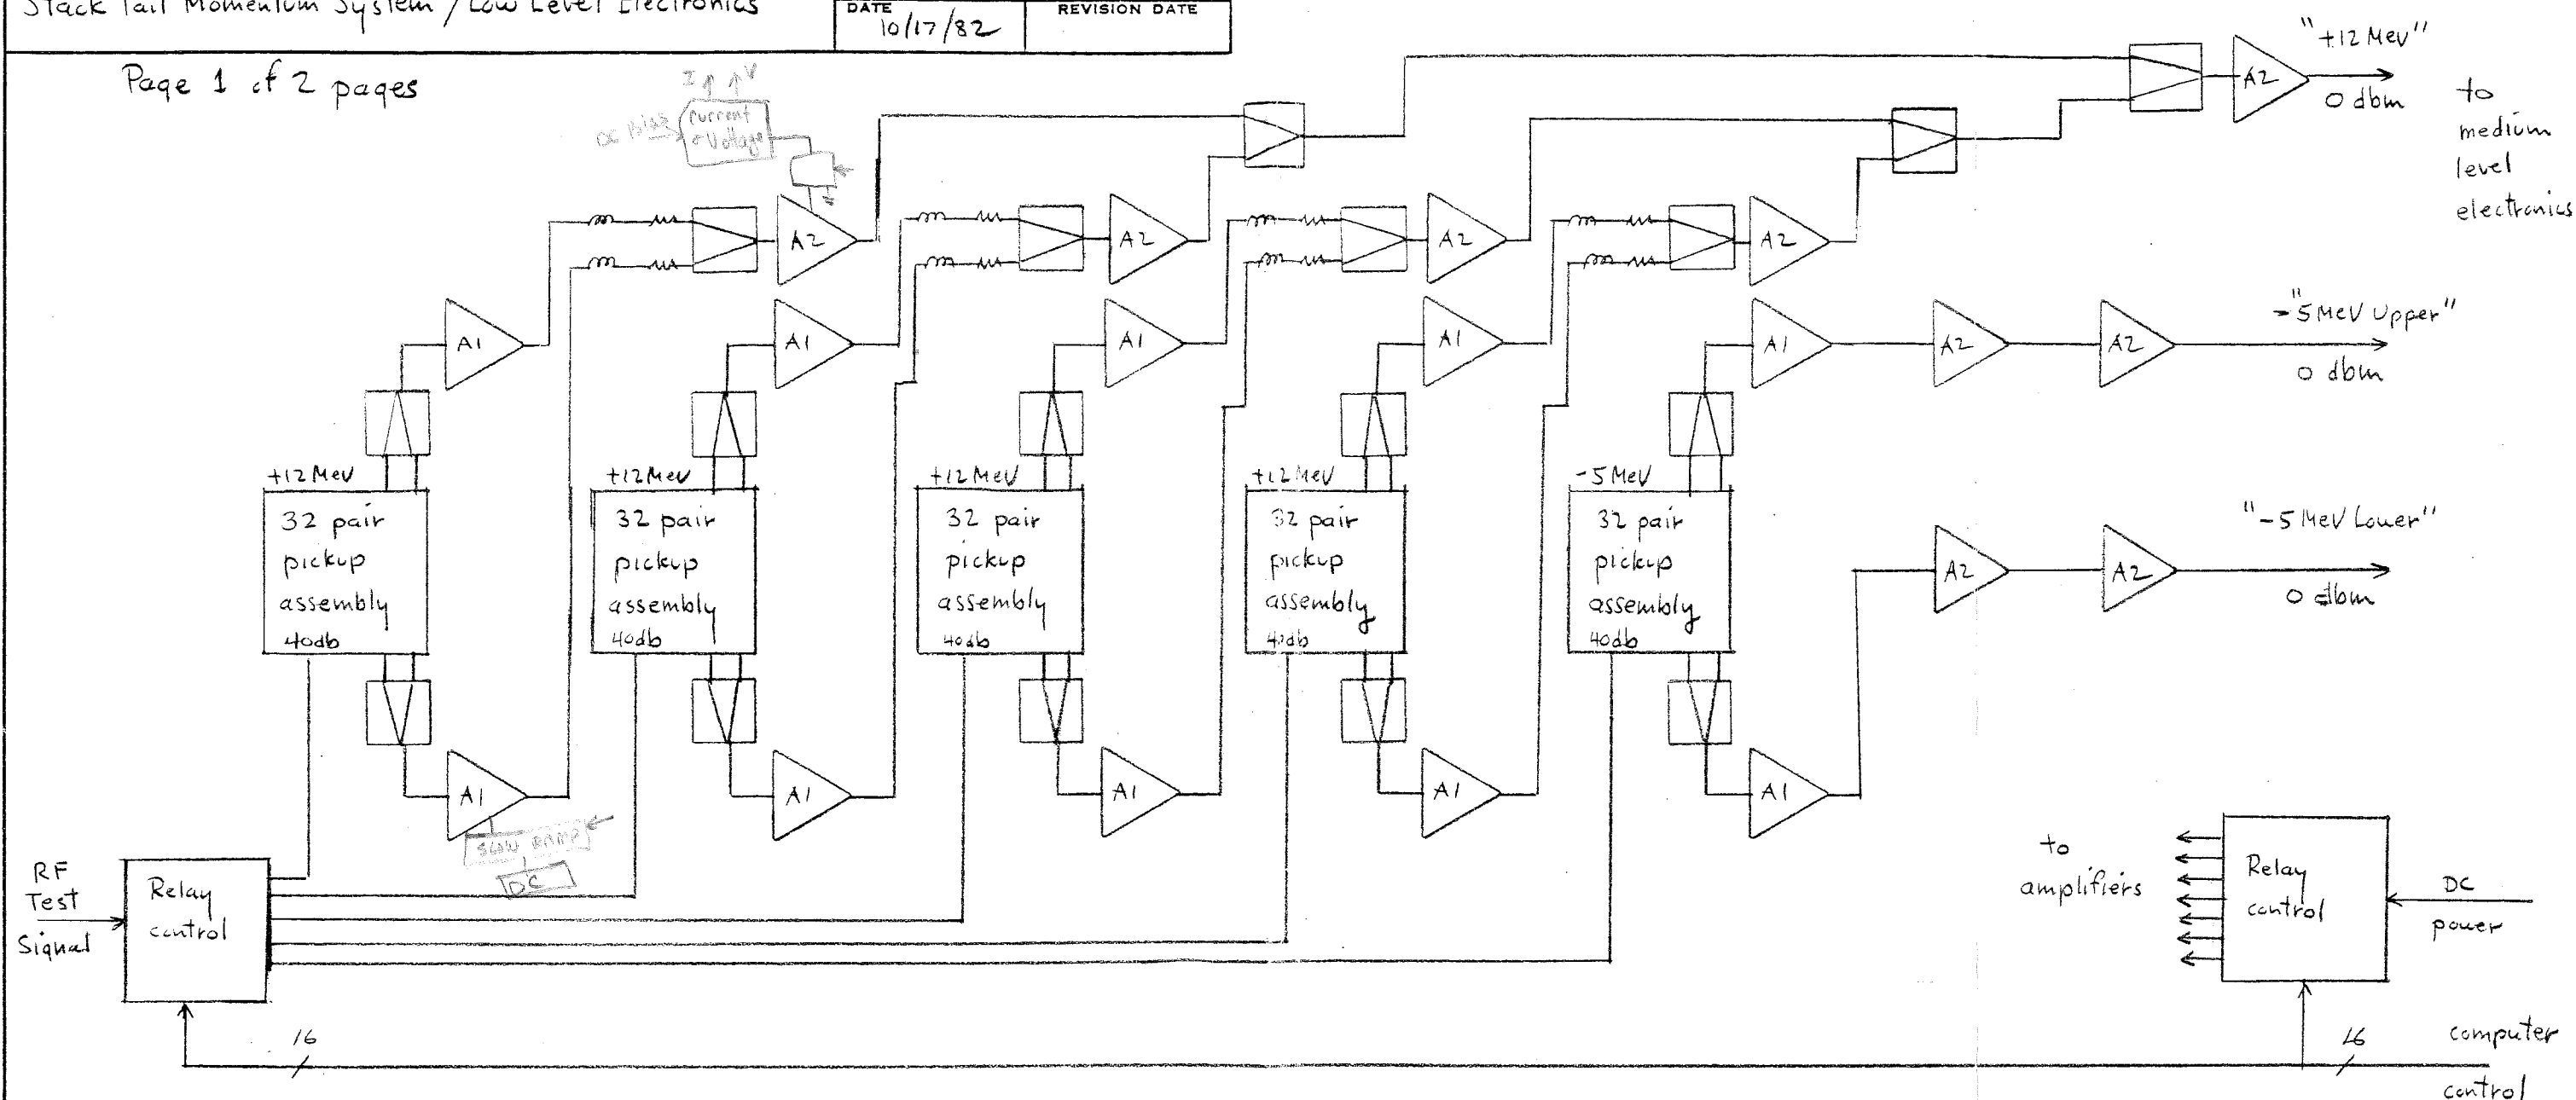 Stack Tail Momentum System / Low Level Electronics
DATE
10/17/82
REVISION DATE
Page 1 of 2 pages
I V
DC
Current
+ Voltage
"+12 MeV"
A2
0 dbm
to
medium
level
electronics
A2
A2
A2
A2
A1
A1
A1
A1
A1
A2
A2
-"5 MeV Upper"
0 dbm
+12 MeV
32 pair
pickup
assembly
40db
+12 MeV
32 pair
pickup
assembly
40db
+12 MeV
32 pair
pickup
assembly
40db
+12 MeV
32 pair
pickup
assembly
40db
-5 MeV
32 pair
pickup
assembly
40db
A2
A2
"-5 MeV Lower"
0 dbm
A1
A1
A1
A1
A1
SLOW RAMP
DC
RF
Test
Signal
Relay
control
to
amplifiers
Relay
control
DC
power
16
16
computer
control